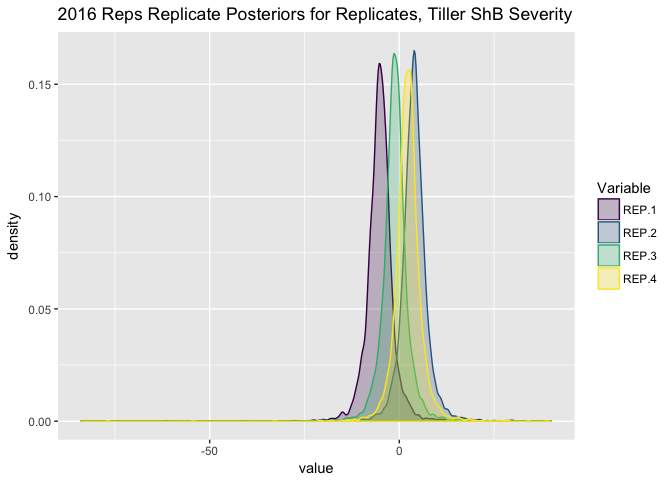 2016 Reps Replicate Posteriors for Replicates, Tiller ShB Severity
density
0.15
0.10
0.05
0.00
-50
0
value
Variable
REP.1
REP.2
REP.3
REP.4